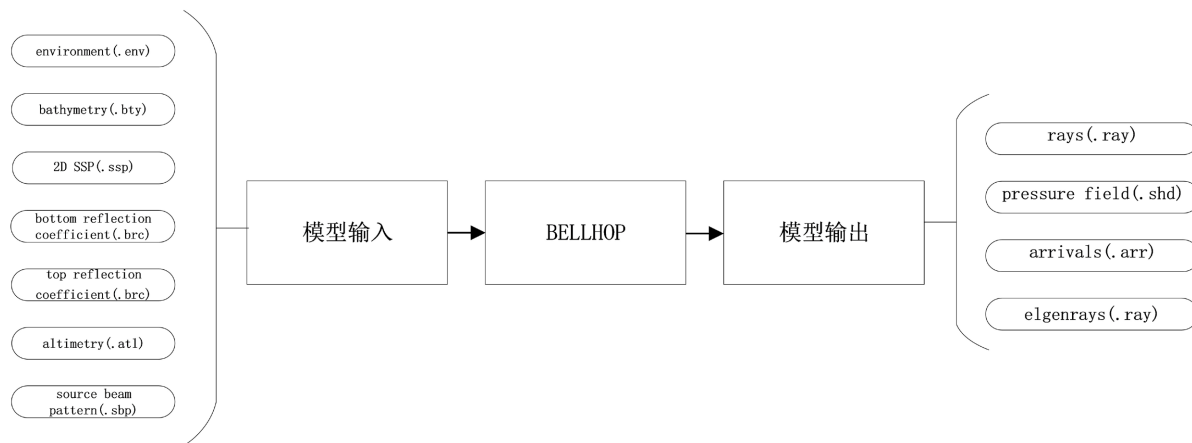 environment(.env)
bathymetry(.bty)
2D SSP(.ssp)
bottom reflection
coefficient(.brc)
top reflection
coefficient(.brc)
altimetry(.atl)
source beam
pattern(.sbp)
模型输入
BELLHOP
模型输出
rays(.ray)
pressure field(.shd)
arrivals(.arr)
elgenrays(.ray)